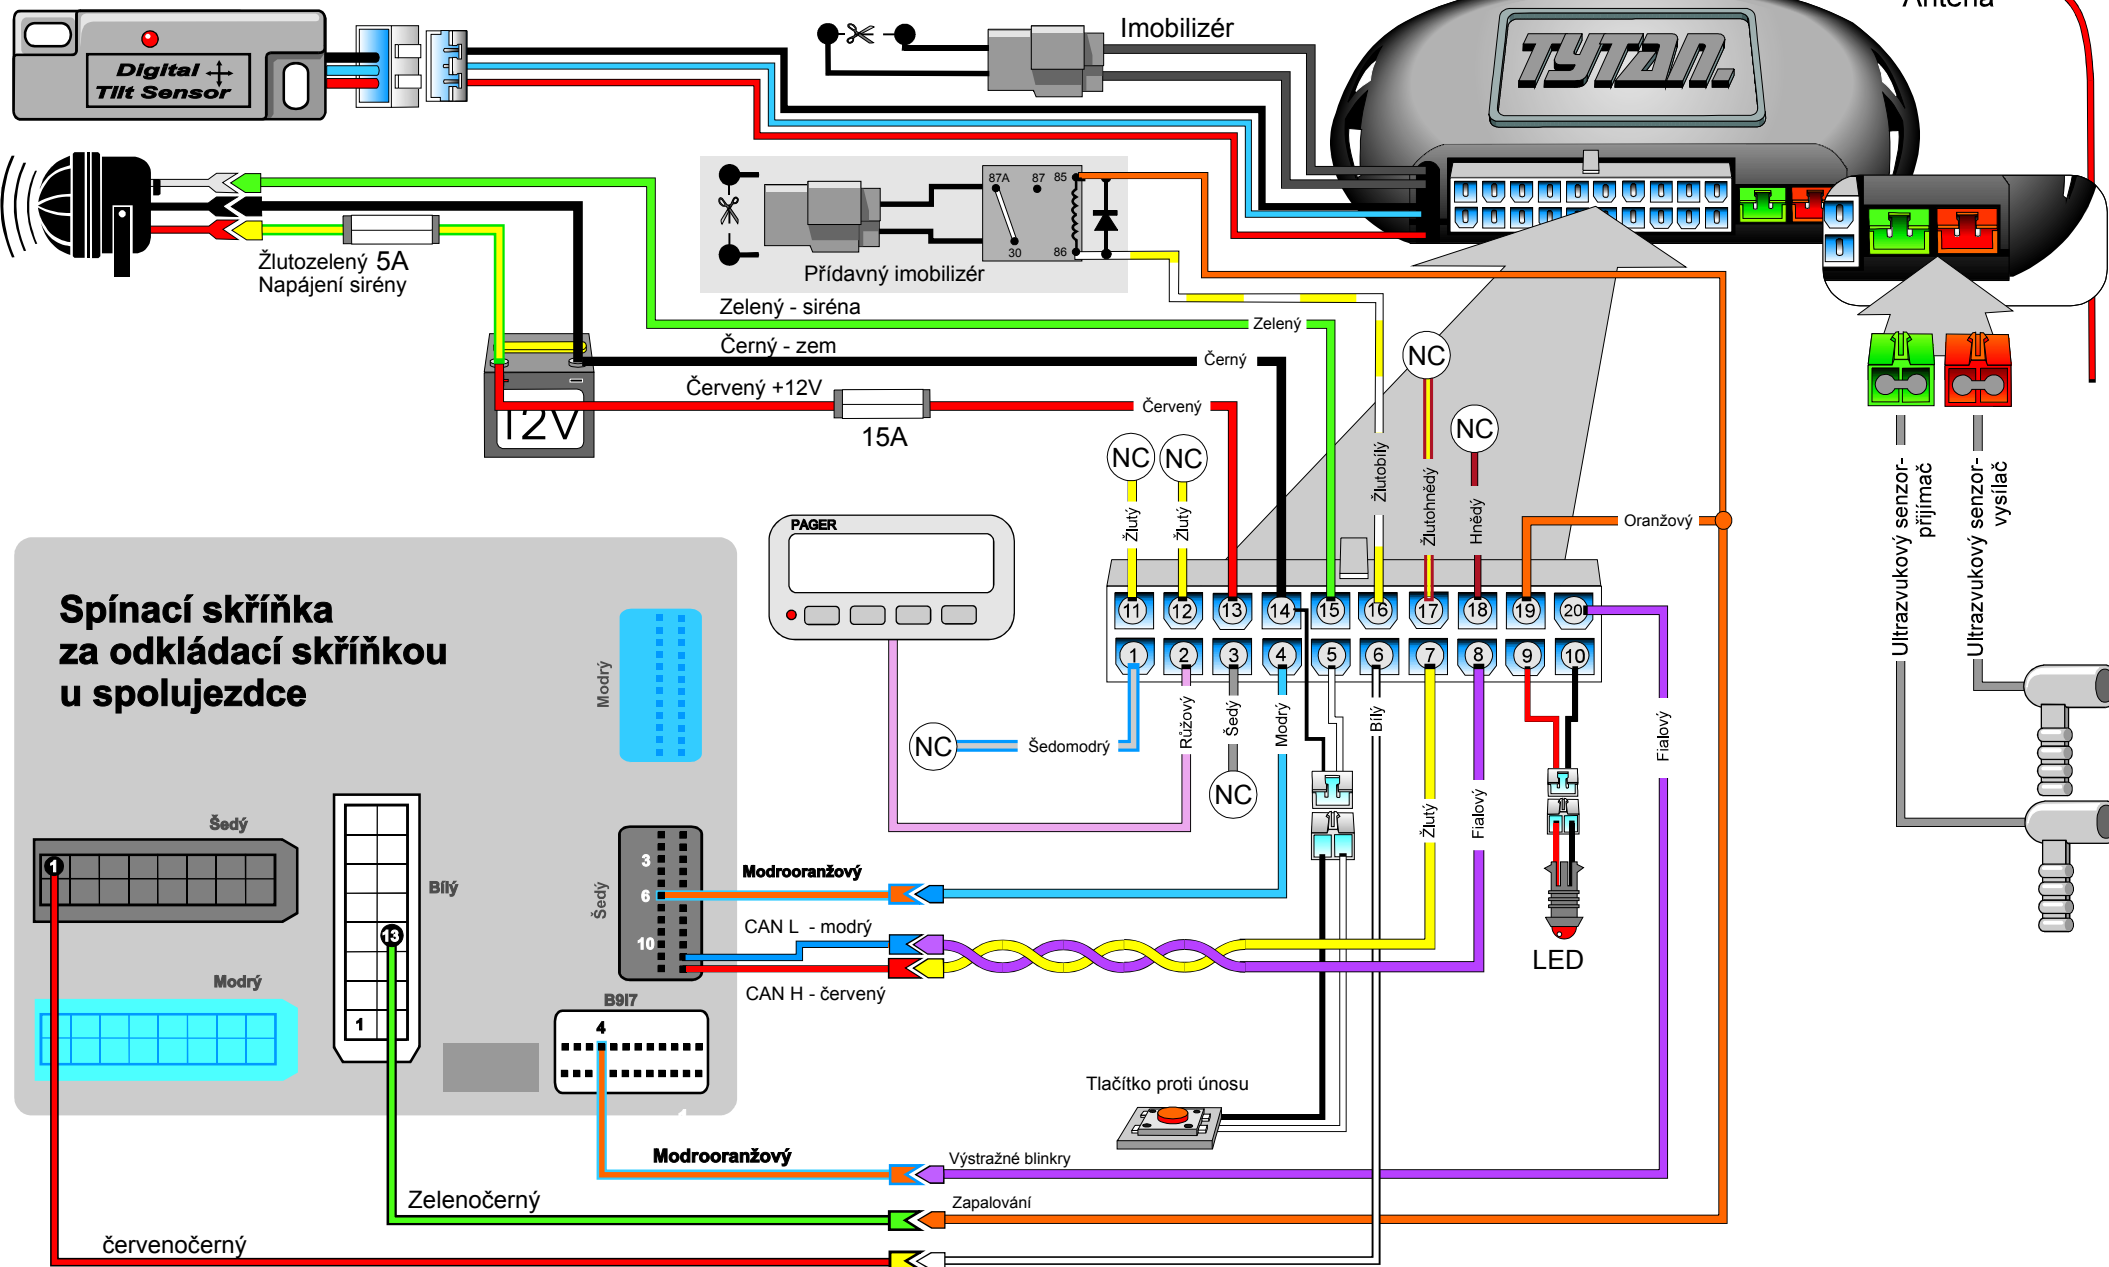 Anténa
Imobilizér
TYTAN.
Digital
Tilt Sensor
87A 87 85
30 86
Přídavný imobilizér
Žlutozelený 5A
Napájení sirény
Zelený - siréna
Zelený
Černý - zem
Černý
Červený +12V
Červený
15A
12V
NC
NC
NC
NC
Žlutý
Žlutý
Žlutobílý
Žlutohnědý
Hnědý
Oranžový
Ultrazvukový senzor-
přijímač
Ultrazvukový senzor-
vysílač
PAGER
11 12 13 14 15 16 17 18 19 20
1 2 3 4 5 6 7 8 9 10
Spínací skříňka
za odkládací skříňkou
u spolujezdce
Modrý
NC
Šedomodrý
Růžový
Šedý
NC
Modrý
Bílý
Žlutý
Fialový
Fialový
LED
Šedý
1
Bílý
13
1
Modrý
Šedý
3
6
10
Modrooranžový
CAN L - modrý
CAN H - červený
B9I7
4
1
Tlačítko proti únosu
Modrooranžový
Výstražné blinkry
Zelenočerný
Zapalování
červenočerný